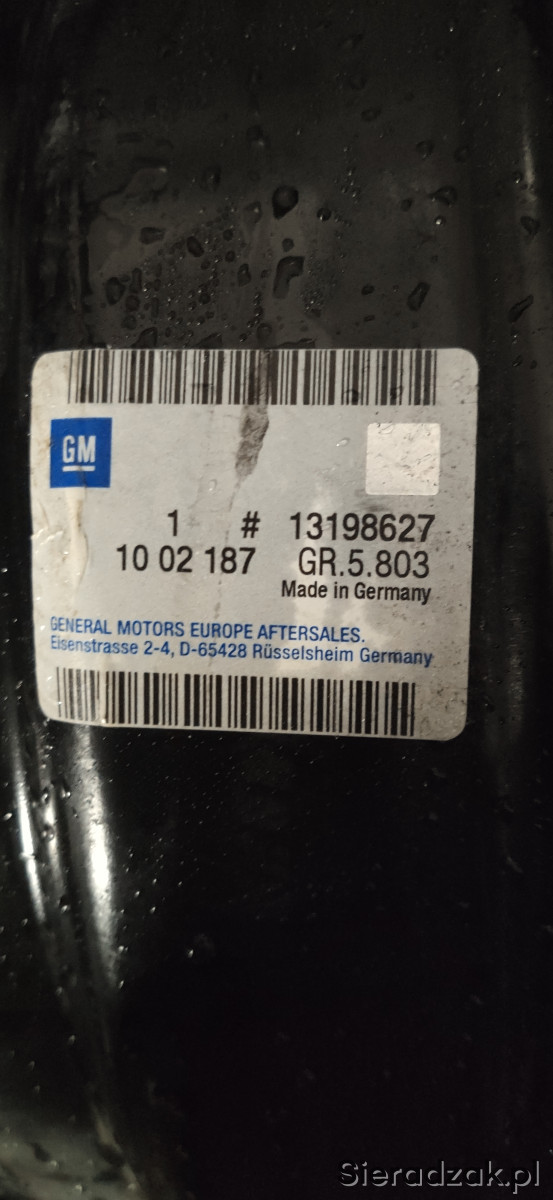 GM
1 # 13198627
10 02 187 GR.5.803
Made in Germany
GENERAL MOTORS EUROPE AFTERSALES.
Eisenstrasse 2-4, D-65428 Rüsselsheim Germany
Sieradzak.pl